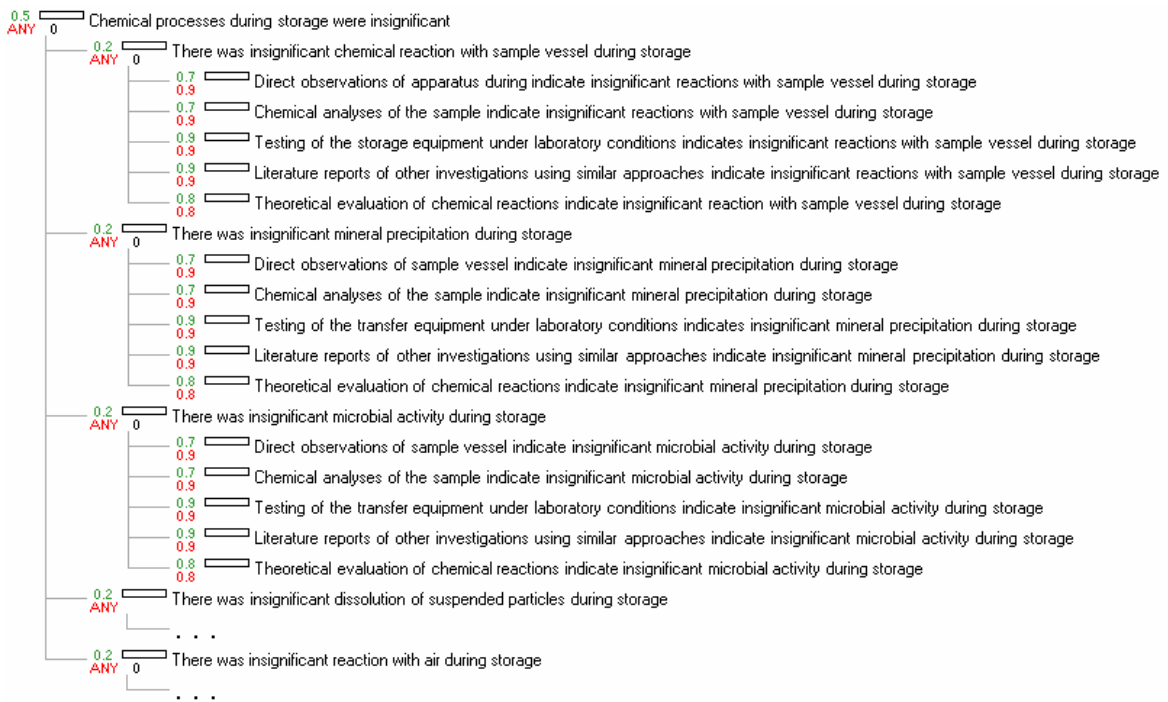 0.5 Chemical processes during storage were insignificant
ANY 0
0.2 There was insignificant chemical reaction with sample vessel during storage
ANY 0
0.7 Direct observations of apparatus during indicate insignificant reactions with sample vessel during storage
0.9
0.7 Chemical analyses of the sample indicate insignificant reactions with sample vessel during storage
0.9
0.9 Testing of the storage equipment under laboratory conditions indicates insignificant reactions with sample vessel during storage
0.9
0.9 Literature reports of other investigations using similar approaches indicate insignificant reactions with sample vessel during storage
0.9
0.8 Theoretical evaluation of chemical reactions indicate insignificant reaction with sample vessel during storage
0.8
0.2 There was insignificant mineral precipitation during storage
ANY 0
0.7 Direct observations of sample vessel indicate insignificant mineral precipitation during storage
0.9
0.7 Chemical analyses of the sample indicate insignificant mineral precipitation during storage
0.9
0.9 Testing of the transfer equipment under laboratory conditions indicates insignificant mineral precipitation during storage
0.9
0.9 Literature reports of other investigations using similar approaches indicate insignificant mineral precipitation during storage
0.9
0.8 Theoretical evaluation of chemical reactions indicate insignificant mineral precipitation during storage
0.8
0.2 There was insignificant microbial activity during storage
ANY 0
0.7 Direct observations of sample vessel indicate insignificant microbial activity during storage
0.9
0.7 Chemical analyses of the sample indicate insignificant microbial activity during storage
0.9
0.9 Testing of the transfer equipment under laboratory conditions indicate insignificant microbial activity during storage
0.9
0.9 Literature reports of other investigations using similar approaches indicate insignificant microbial activity during storage
0.9
0.8 Theoretical evaluation of chemical reactions indicate insignificant microbial activity during storage
0.8
0.2 There was insignificant dissolution of suspended particles during storage
ANY 0
. . .
0.2 There was insignificant reaction with air during storage
ANY 0
. . .